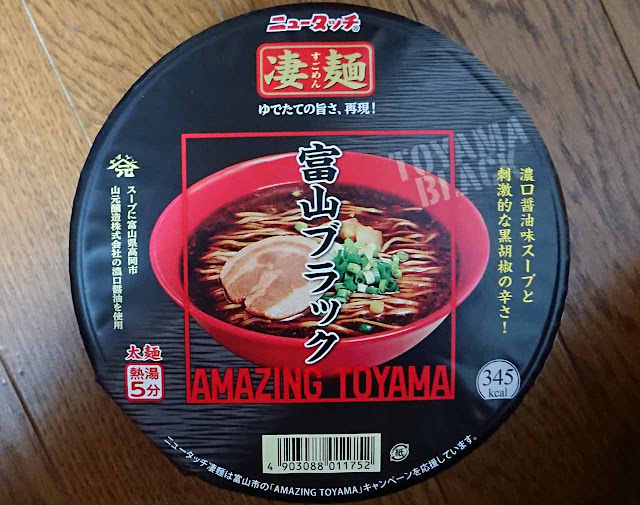 ニュータッチ®
凄麺
すごめん
ゆでたての旨さ、再現!
TOYAMA
BLACK
富山ブラック
濃口醤油味スープと
刺激的な黒胡椒の辛さ!
スープに富山県高岡市
山元醸造株式会社の濃口醤油を使用
太麺
熱湯
5分
AMAZING TOYAMA
345
kcal
4 903088 011752
紙
ニュータッチ凄麺は富山市の「AMAZING TOYAMA」キャンペーンを応援しています。